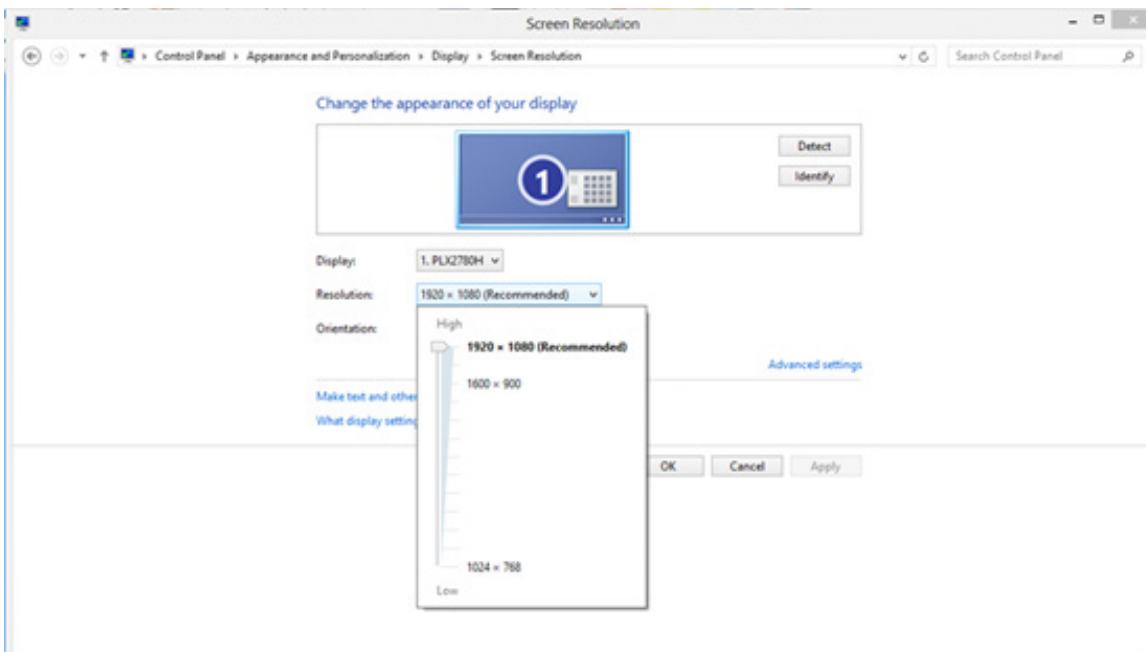 Screen Resolution
Control Panel Appearance and Personalization Display Screen Resolution Search Control Panel
Change the appearance of your display
Detect
1
Identify
Display: 1. PLX2780H
Resolution: 1920 × 1080 (Recommended)
Orientation: High
1920 × 1080 (Recommended)
Advanced settings
1600 × 900
Make text and other
What display setting
OK Cancel Apply
1024 × 768
Low